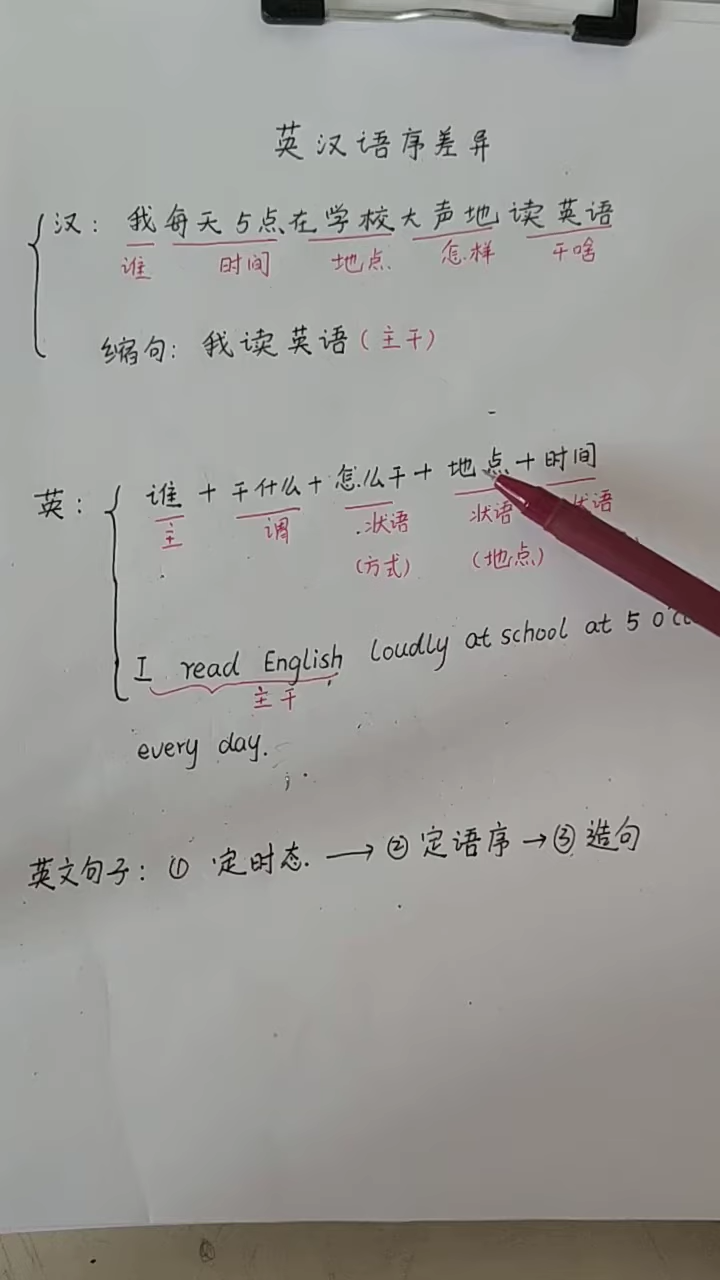 英汉语序差异
汉：我每天5点在学校大声地读英语
谁 时间 地点 怎样 干啥
缩句：我读英语（主干）
英：谁＋干什么＋怎么干＋地点＋时间
主 谓 状语 状语 状语
（方式） （地点）
I read English loudly at school at 5
主干
every day.
英文句子：① 定时态 → ② 定语序 → ③ 造句